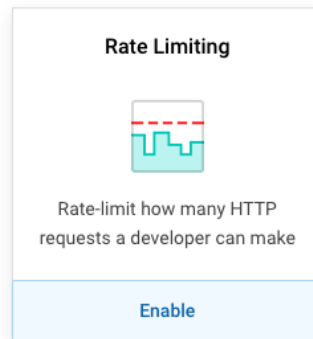 Rate Limiting
Rate-limit how many HTTP
requests a developer can make
Enable